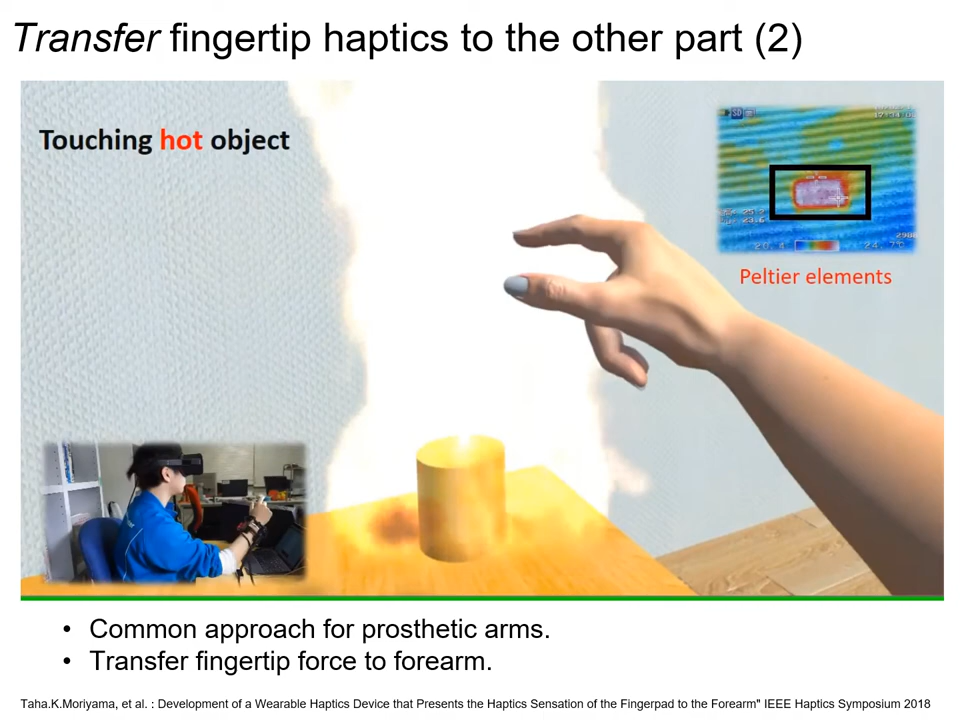 Transfer fingertip haptics to the other part (2)
Touching hot object
SD
Peltier elements
• Common approach for prosthetic arms.
• Transfer fingertip force to forearm.
Taha.K.Moriyama, et al. : Development of a Wearable Haptics Device that Presents the Haptics Sensation of the Fingerpad to the Forearm" IEEE Haptics Symposium 2018